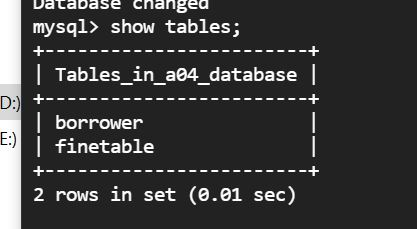 Database changed
mysql> show tables;
+------------------------+
| Tables_in_a04_database |
+------------------------+
| borrower               |
| finetable              |
+------------------------+
2 rows in set (0.01 sec)
D:)
E:)